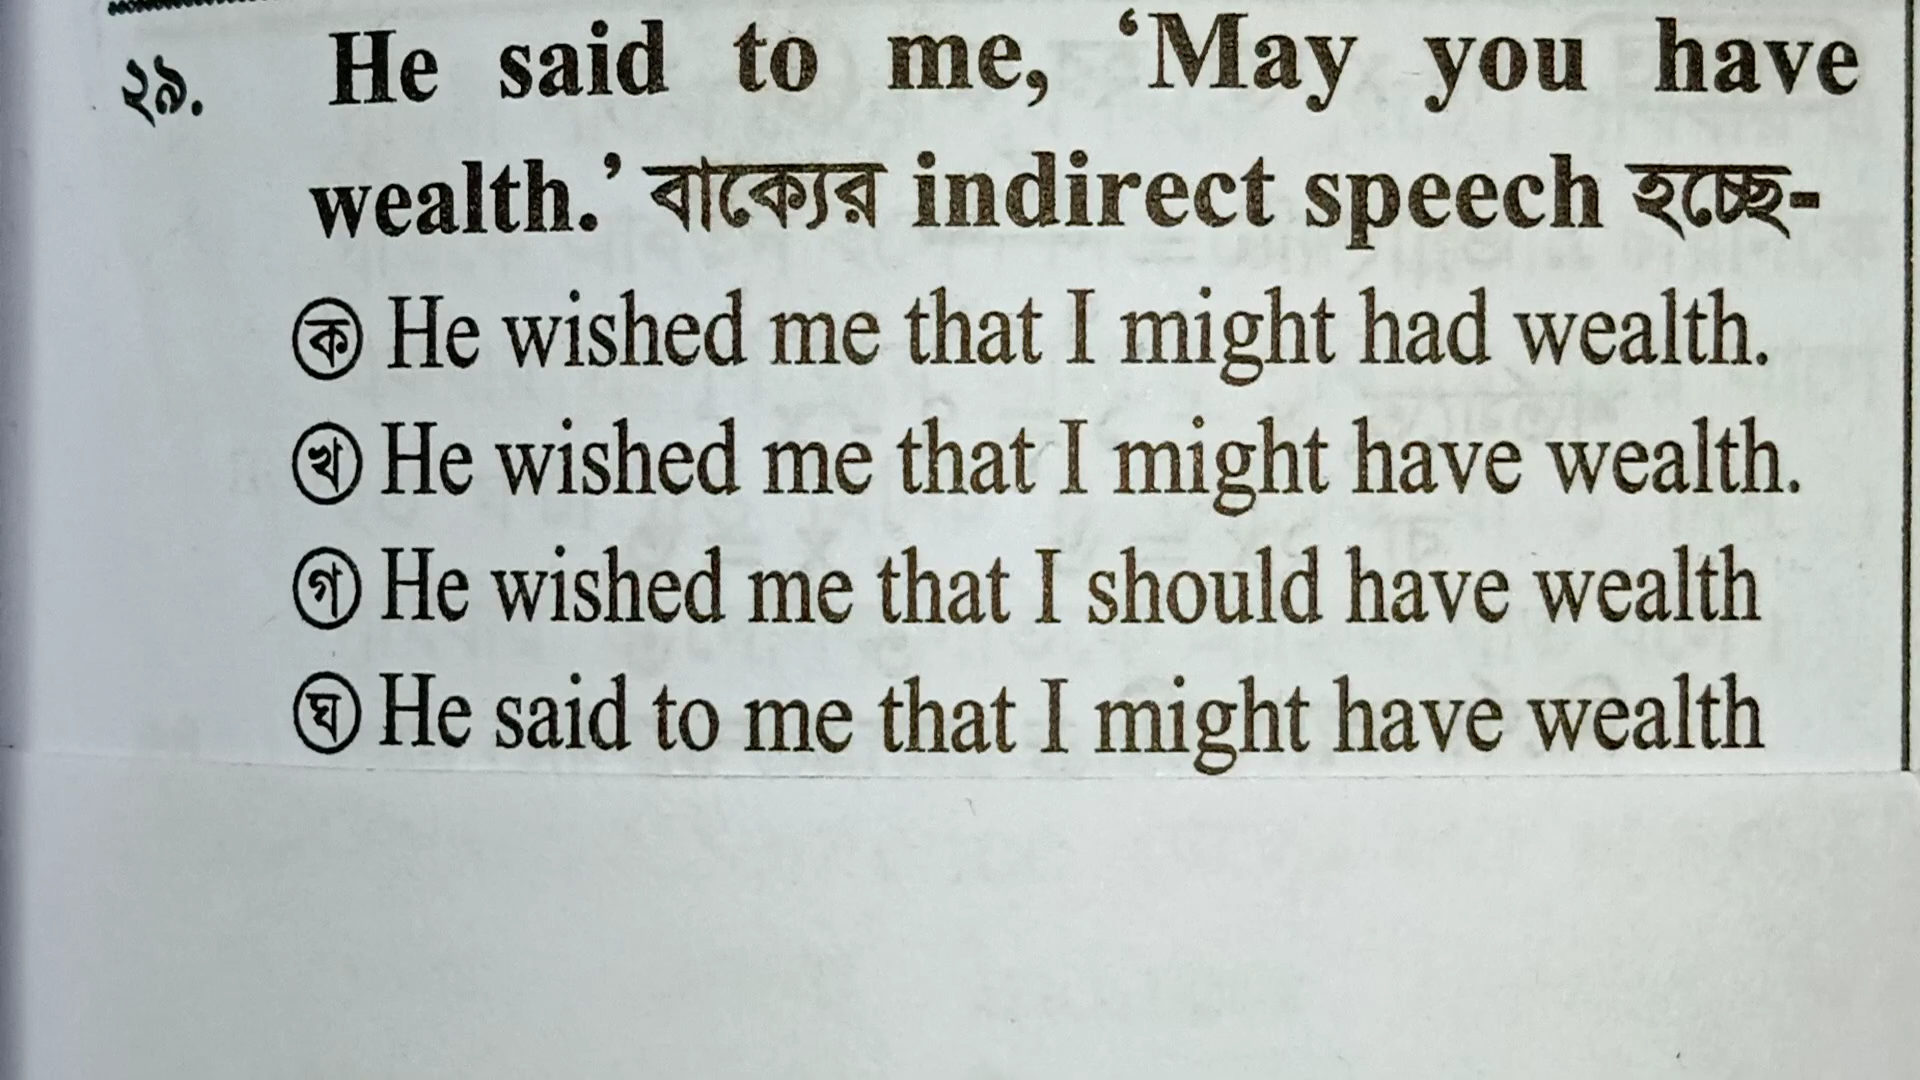 ২৯. He said to me, ‘May you have
wealth.’ বাক্যের indirect speech হচ্ছে-
ক He wished me that I might had wealth.
খ He wished me that I might have wealth.
গ He wished me that I should have wealth
ঘ He said to me that I might have wealth